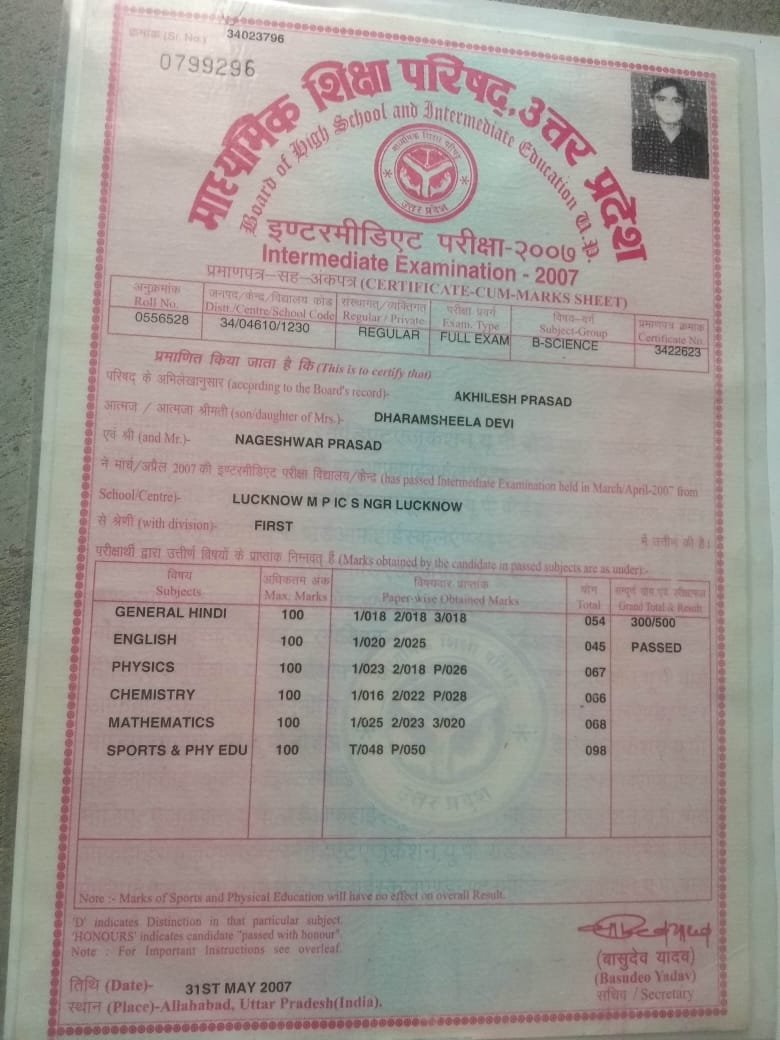 क्रमांक (Sr. No.) 34023796
0799296
माध्यमिक शिक्षा परिषद्, उत्तर प्रदेश
Board of High School and Intermediate Education U.P.
माध्यमिक शिक्षा परिषद्
उत्तर प्रदेश
इण्टरमीडिएट परीक्षा-२००७
Intermediate Examination - 2007
प्रमाणपत्र-सह-अंकपत्र (CERTIFICATE-CUM-MARKS SHEET)
अनुक्रमांक जनपद/केन्द्र/विद्यालय कोड संस्थागत/व्यक्तिगत परीक्षा प्रवर्ग विषय-वर्ग प्रमाणपत्र क्रमांक
Roll No. Distt./Centre/School Code Regular / Private Exam. Type Subject-Group Certificate No.
0556528 34/04610/1230 REGULAR FULL EXAM B-SCIENCE 3422623
प्रमाणित किया जाता है कि (This is to certify that)
परिषद के अभिलेखानुसार (according to the Board's record)- AKHILESH PRASAD
आत्मज / आत्मजा श्रीमती (son/daughter of Mrs.)- DHARAMSHEELA DEVI
एवं श्री (and Mr.)- NAGESHWAR PRASAD
ने मार्च/अप्रैल 2007 की इण्टरमीडिएट परीक्षा विद्यालय/केन्द्र (has passed Intermediate Examination held in March/April-2007 from
School/Centre)- LUCKNOW M P IC S NGR LUCKNOW
से श्रेणी (with division)- FIRST में उत्तीर्ण की है।
परीक्षार्थी द्वारा उत्तीर्ण विषयों के प्राप्तांक निम्नवत् हैं (Marks obtained by the candidate in passed subjects are as under):-
विषय अधिकतम अंक विषयवार प्राप्तांक योग सम्पूर्ण योग एवं परीक्षाफल
Subjects Max. Marks Paper-wise Obtained Marks Total Grand Total & Result
GENERAL HINDI 100 1/018 2/018 3/018 054 300/500
ENGLISH 100 1/020 2/025 045 PASSED
PHYSICS 100 1/023 2/018 P/026 067
CHEMISTRY 100 1/016 2/022 P/028 066
MATHEMATICS 100 1/025 2/023 3/020 068
SPORTS & PHY EDU 100 T/048 P/050 098
Note :- Marks of Sports and Physical Education will have no effect on overall Result.
'D' indicates Distinction in that particular subject.
'HONOURS' indicates candidate "passed with honour".
Note : For Important Instructions see overleaf.
(बासुदेव यादव)
(Basudeo Yadav)
सचिव / Secretary
तिथि (Date)- 31ST MAY 2007
स्थान (Place)-Allahabad, Uttar Pradesh(India).